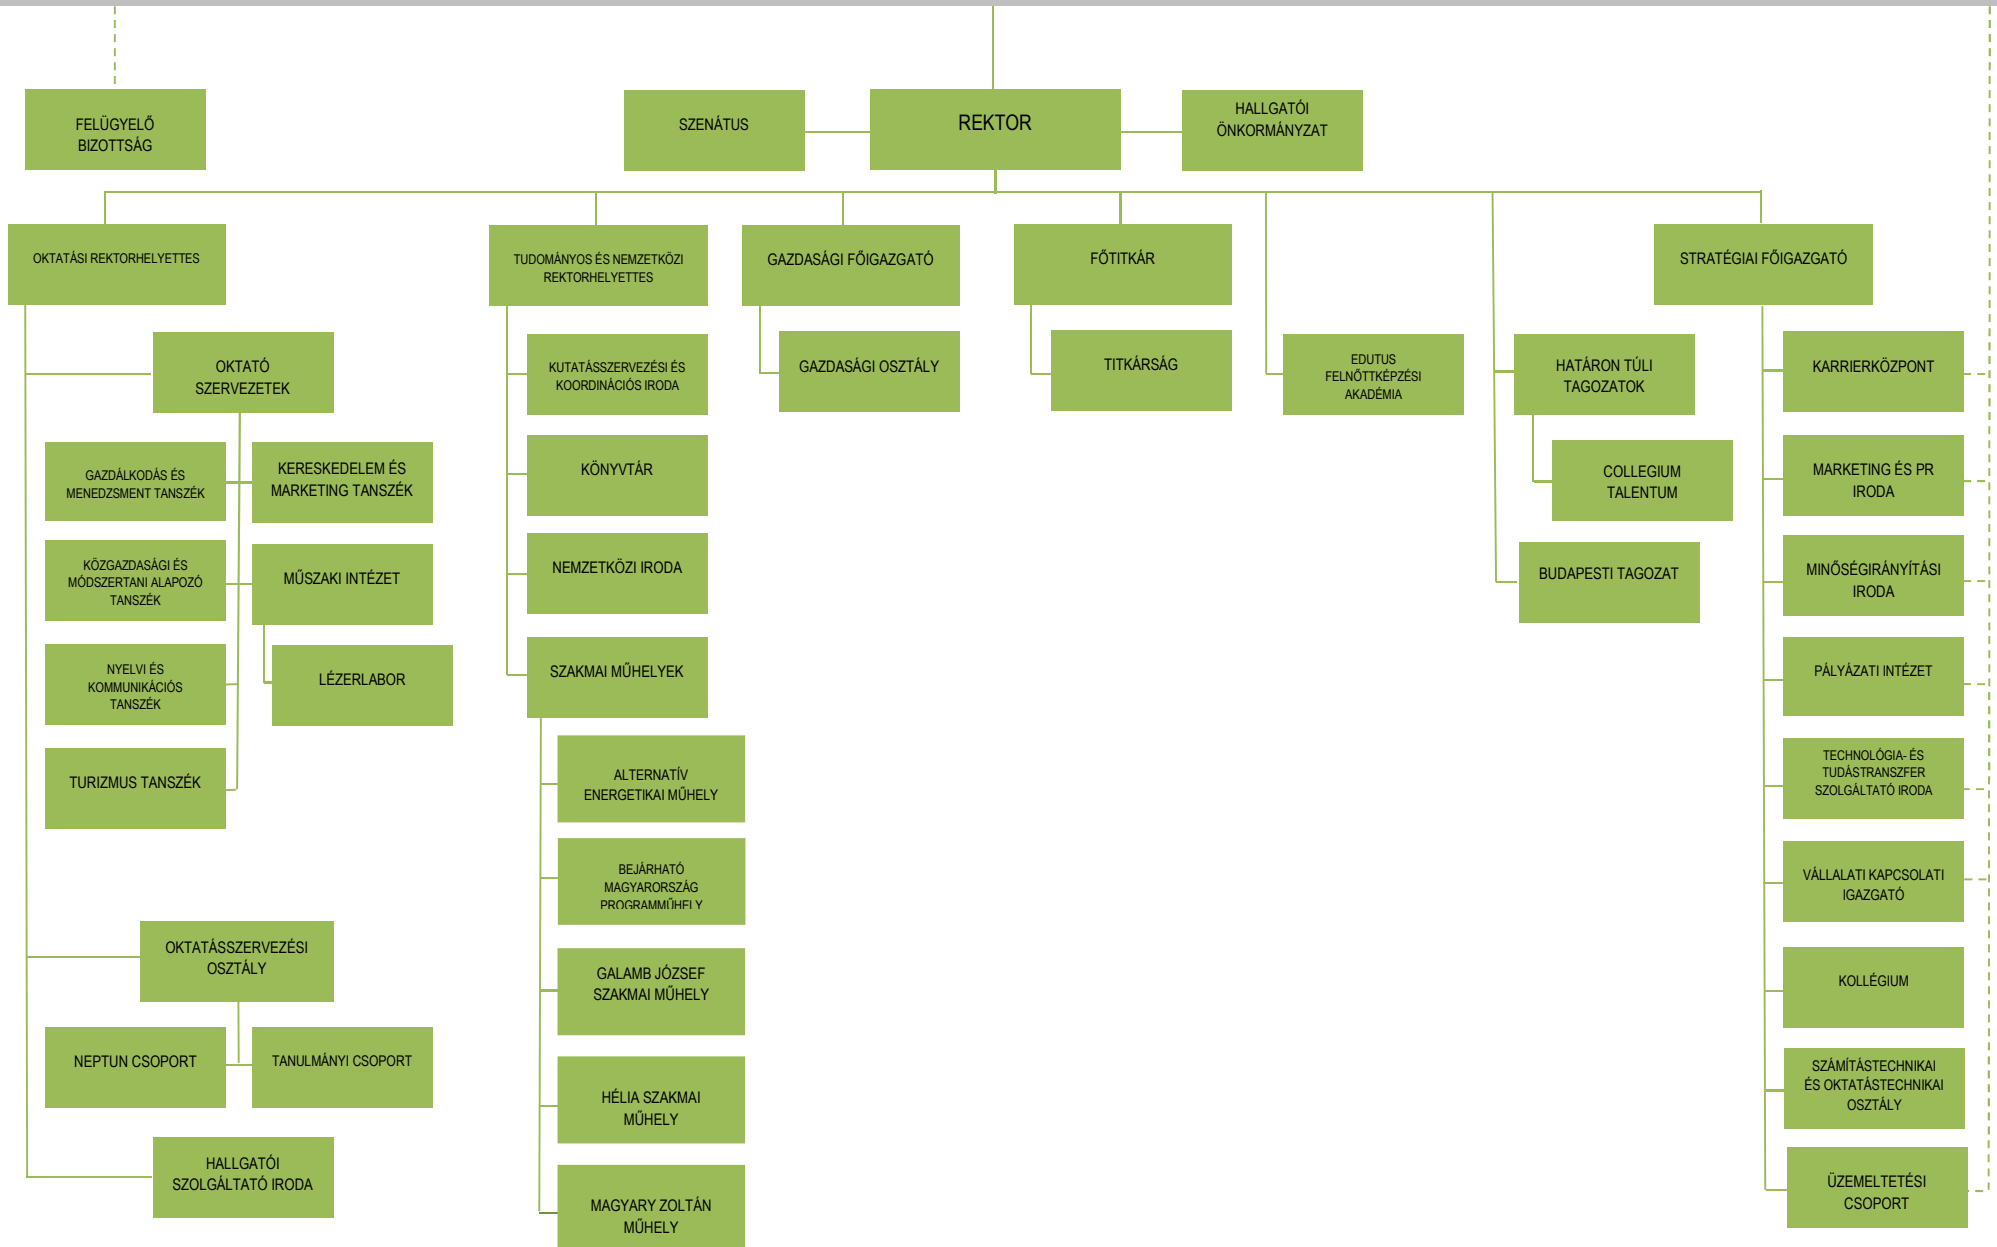 FELÜGYELŐ
BIZOTTSÁG
SZENÁTUS
REKTOR
HALLGATÓI
ÖNKORMÁNYZAT
OKTATÁSI REKTORHELYETTES
TUDOMÁNYOS ÉS NEMZETKÖZI
REKTORHELYETTES
GAZDASÁGI FŐIGAZGATÓ
FŐTITKÁR
STRATÉGIAI FŐIGAZGATÓ
OKTATÓ
SZERVEZETEK
GAZDÁLKODÁS ÉS
MENEDZSMENT TANSZÉK
KERESKEDELEM ÉS
MARKETING TANSZÉK
KÖZGAZDASÁGI ÉS
MÓDSZERTANI ALAPOZÓ
TANSZÉK
MŰSZAKI INTÉZET
NYELVI ÉS
KOMMUNIKÁCIÓS
TANSZÉK
LÉZERLABOR
TURIZMUS TANSZÉK
OKTATÁSSZERVEZÉSI
OSZTÁLY
NEPTUN CSOPORT
TANULMÁNYI CSOPORT
HALLGATÓI
SZOLGÁLTATÓ IRODA
KUTATÁSSZERVEZÉSI ÉS
KOORDINÁCIÓS IRODA
KÖNYVTÁR
NEMZETKÖZI IRODA
SZAKMAI MŰHELYEK
ALTERNATÍV
ENERGETIKAI MŰHELY
BEJÁRHATÓ
MAGYARORSZÁG
PROGRAMMŰHELY
GALAMB JÓZSEF
SZAKMAI MŰHELY
HÉLIA SZAKMAI
MŰHELY
MAGYARY ZOLTÁN
MŰHELY
GAZDASÁGI OSZTÁLY
TITKÁRSÁG
EDUTUS
FELNŐTTKÉPZÉSI
AKADÉMIA
HATÁRON TÚLI
TAGOZATOK
COLLEGIUM
TALENTUM
BUDAPESTI TAGOZAT
KARRIERKÖZPONT
MARKETING ÉS PR
IRODA
MINŐSÉGIRÁNYÍTÁSI
IRODA
PÁLYÁZATI INTÉZET
TECHNOLÓGIA- ÉS
TUDÁSTRANSZFER
SZOLGÁLTATÓ IRODA
VÁLLALATI KAPCSOLATI
IGAZGATÓ
KOLLÉGIUM
SZÁMÍTÁSTECHNIKAI
ÉS OKTATÁSTECHNIKAI
OSZTÁLY
ÜZEMELTETÉSI
CSOPORT